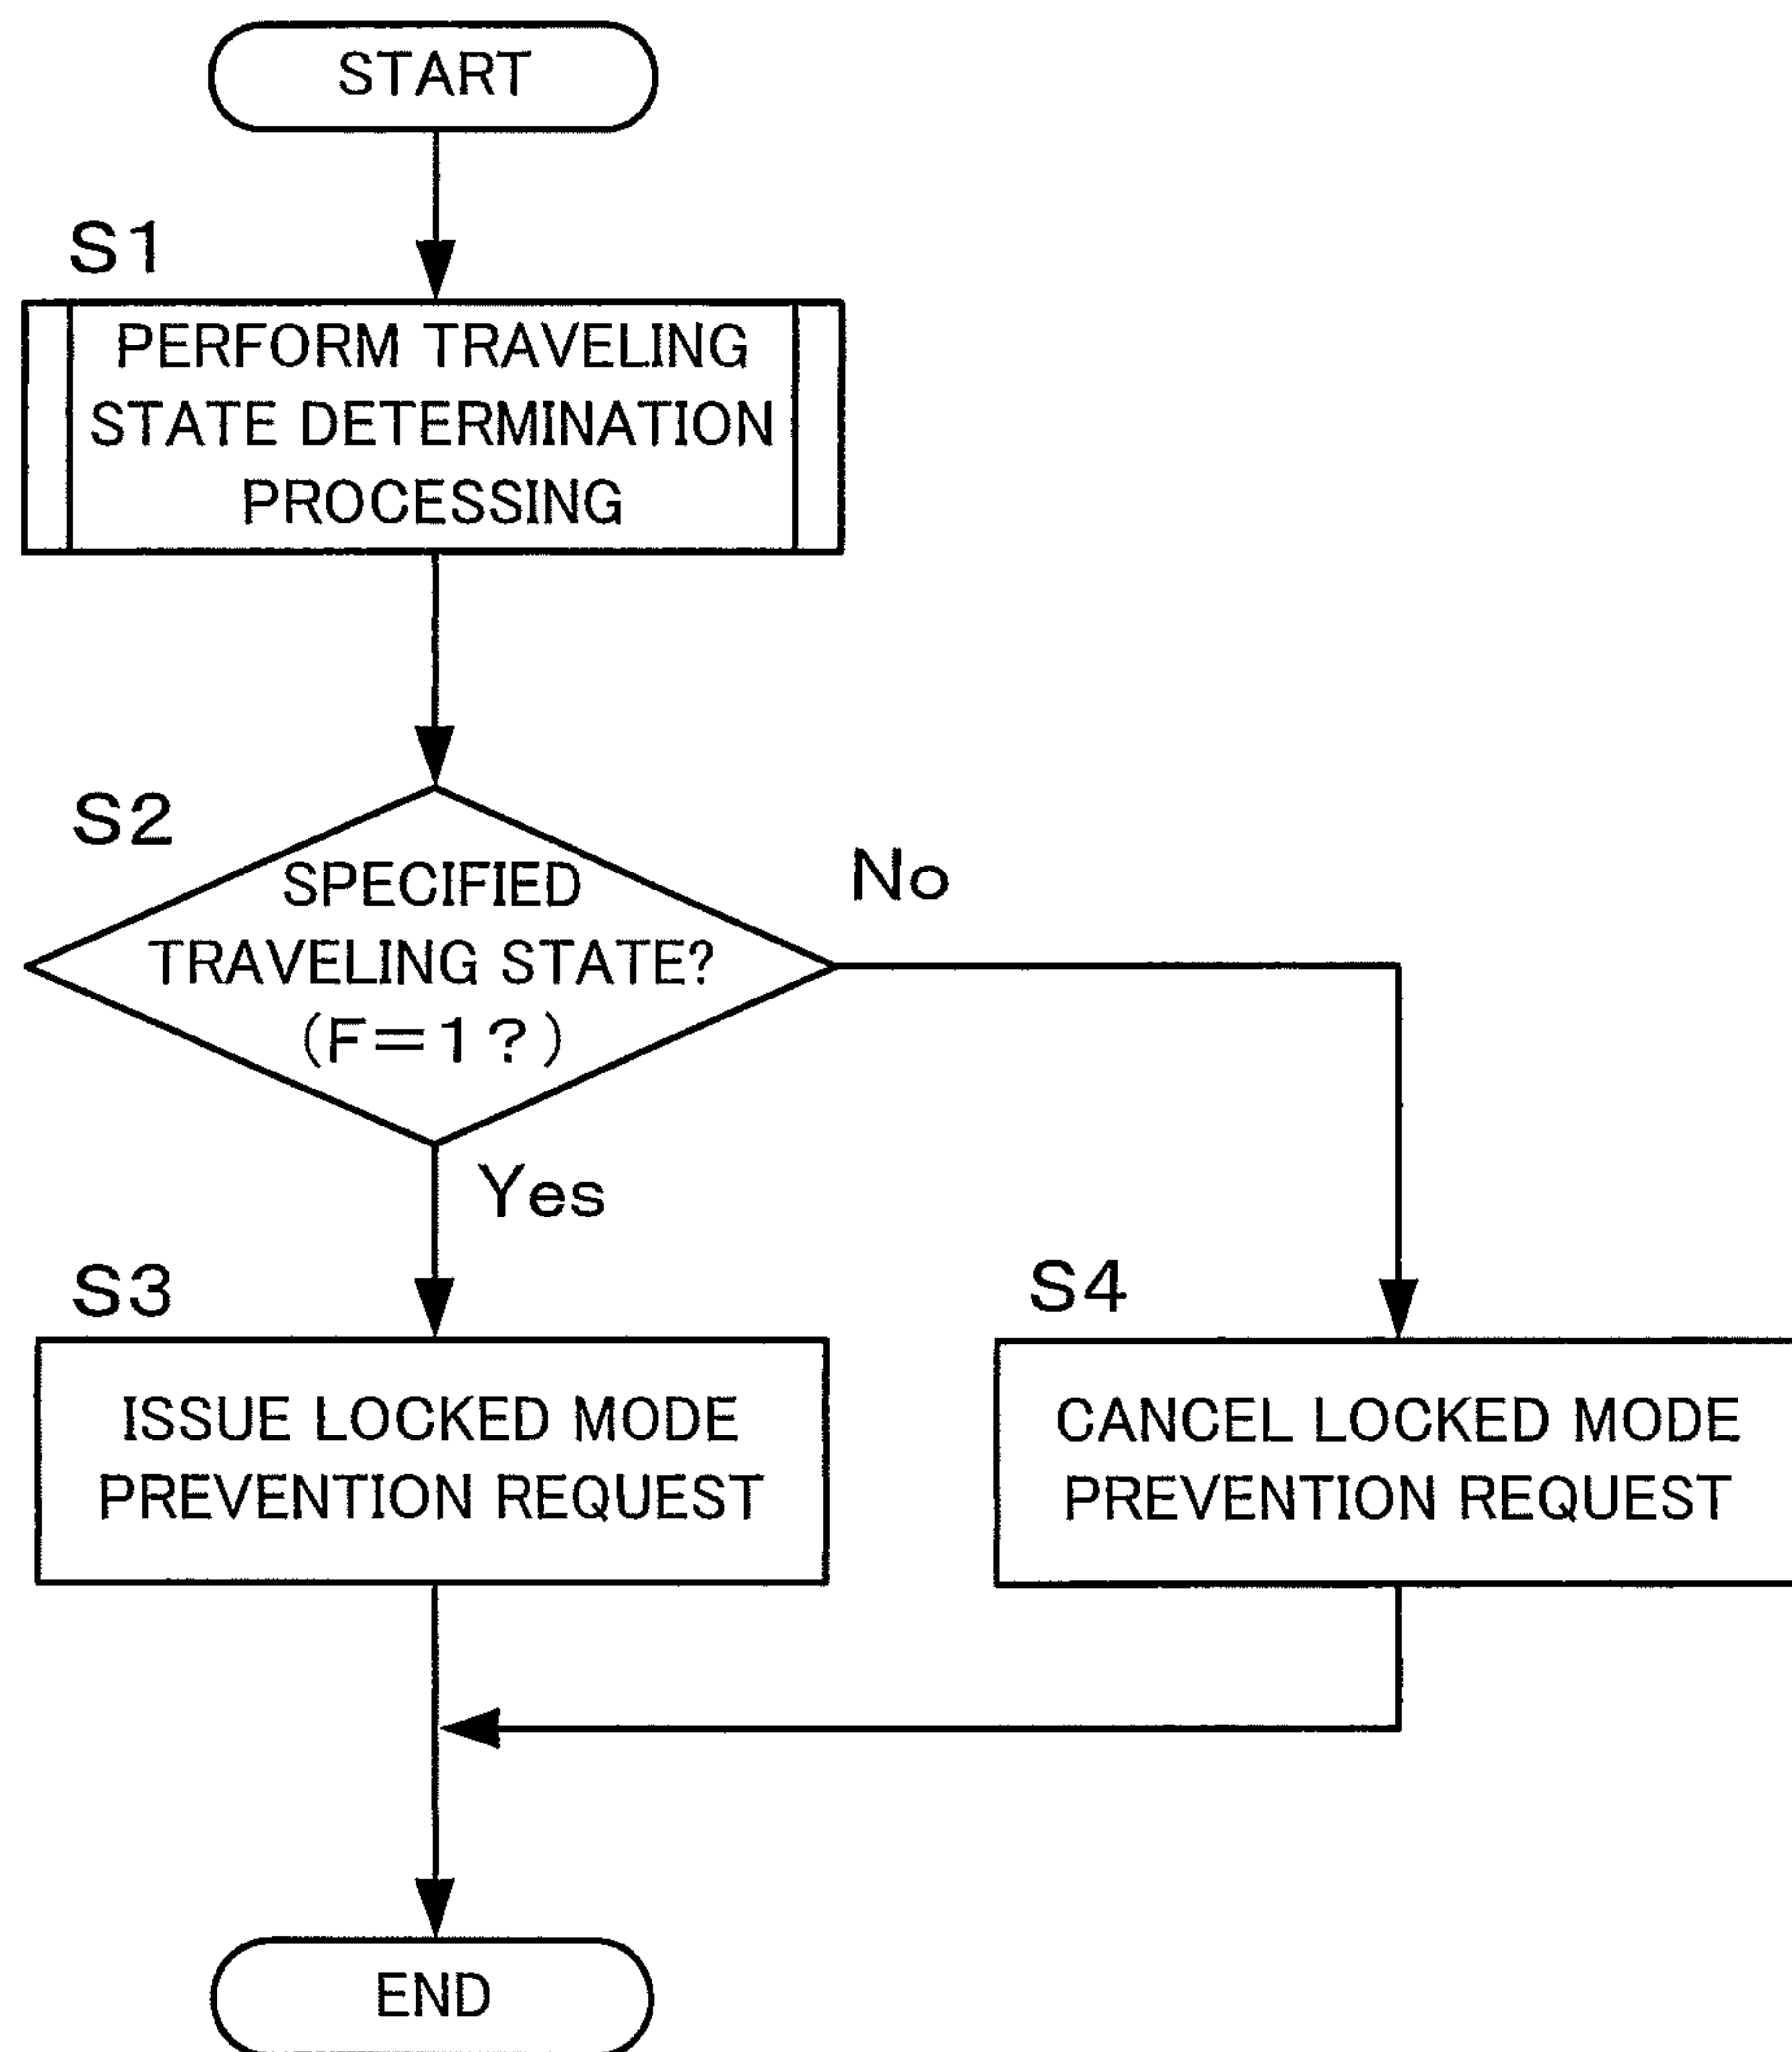 START
S1
PERFORM TRAVELING
STATE DETERMINATION
PROCESSING
S2
SPECIFIED
TRAVELING STATE?
(F=1?)
No
Yes
S3
ISSUE LOCKED MODE
PREVENTION REQUEST
S4
CANCEL LOCKED MODE
PREVENTION REQUEST
END